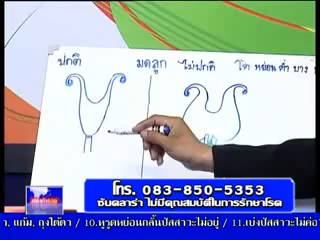 ปกติ มดลูก ไม่ปกติ โต หย่อน ต่ำ บาง
โทร. 083-850-5353
ซันคลาร่า ไม่มีคุณสมบัติในการรักษาโรค
า, แก้ม, ถุงใต้ตา / 10.หูรูดหย่อนกลั้นปัสสาวะไม่อยู่ / 11.เบ่งปัสสาวะไม่ค่อ